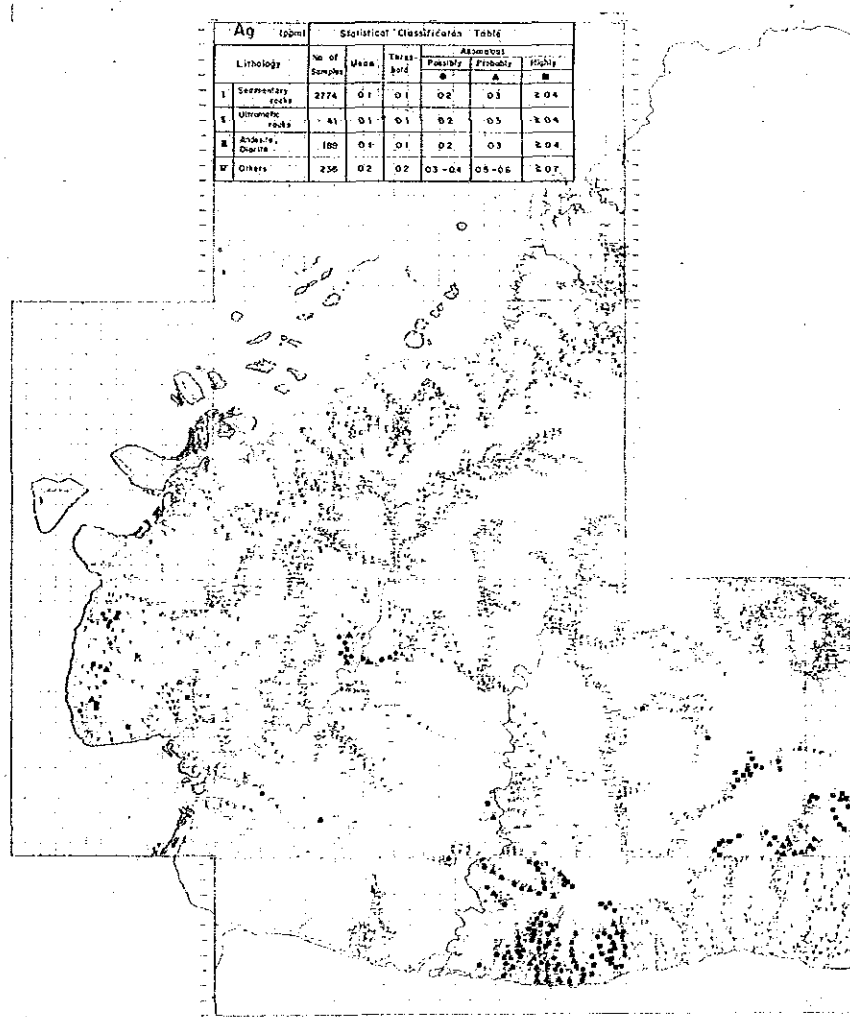 Ag (ppm) Statistical Classification Table
Lithology No. of Samples Mean Threshold Anomalous
Possibly Probably Highly
● ▲ ■
I Sedimentary rocks 2774 0.1 0.1 0.2 0.3 ≥0.4
Ultramafic rocks 41 0.1 0.1 0.2 0.3 ≥0.4
Andesite, Diorite 189 0.1 0.1 0.2 0.3 ≥0.4
IV Others 236 0.2 0.2 0.3-0.4 0.5-0.6 ≥0.7